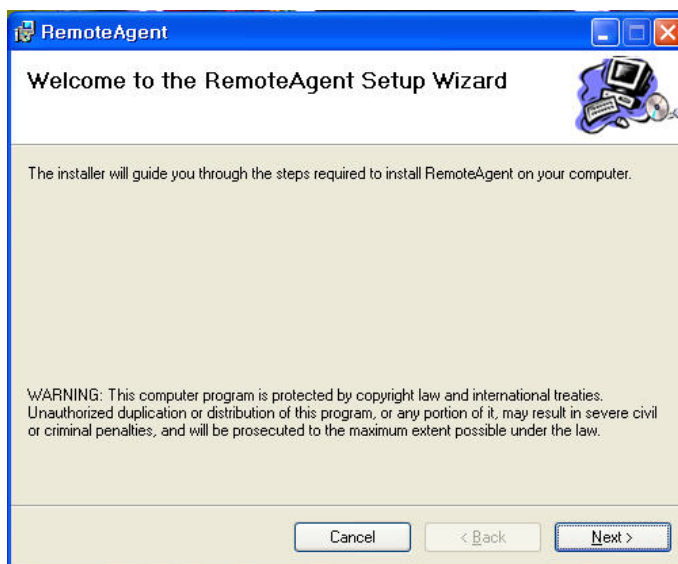 RemoteAgent
Welcome to the RemoteAgent Setup Wizard
The installer will guide you through the steps required to install RemoteAgent on your computer.
WARNING: This computer program is protected by copyright law and international treaties.
Unauthorized duplication or distribution of this program, or any portion of it, may result in severe civil
or criminal penalties, and will be prosecuted to the maximum extent possible under the law.
Cancel < Back Next >